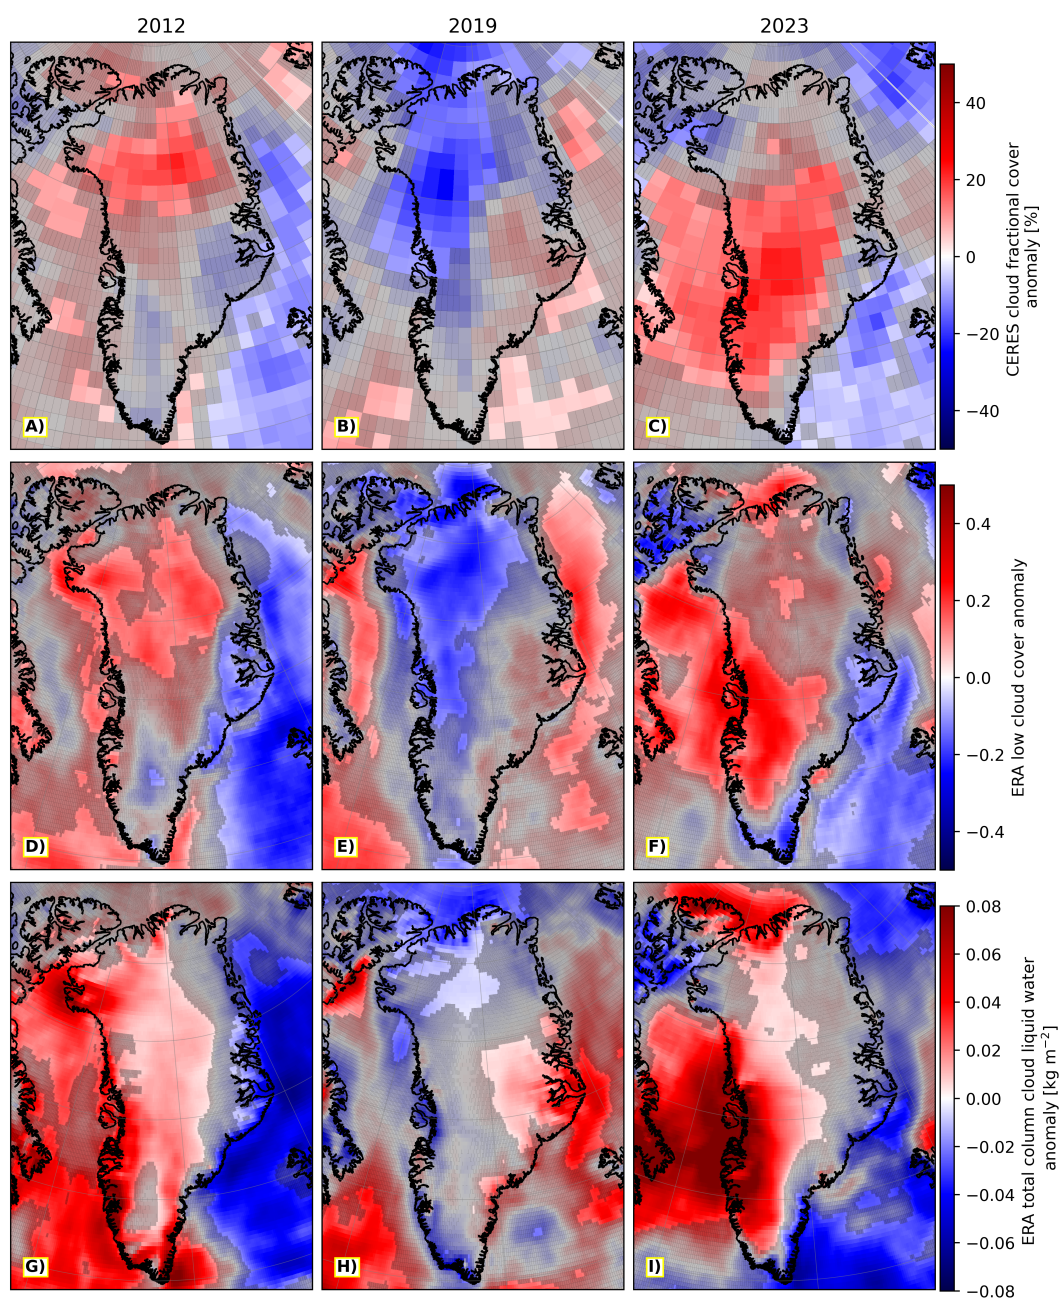 2012 2019 2023
A) B) C)
40
20
0
−20
−40
CERES cloud fractional cover
anomaly [%]
D) E) F)
0.4
0.2
0.0
−0.2
−0.4
ERA low cloud cover anomaly
G) H) I)
0.08
0.06
0.04
0.02
0.00
−0.02
−0.04
−0.06
−0.08
ERA total column cloud liquid water
anomaly [kg m⁻²]